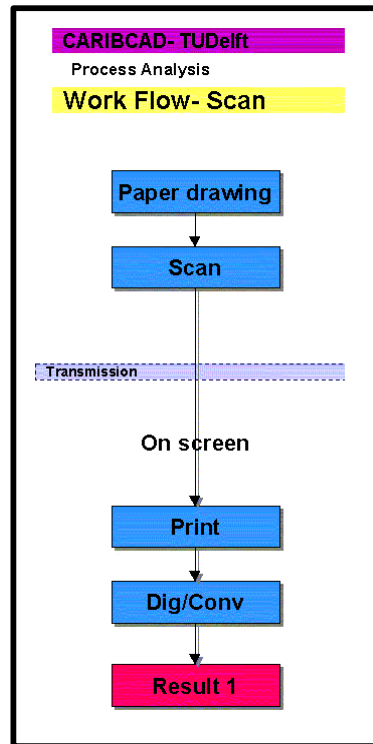 CARIBCAD- TUDelft
Process Analysis
Work Flow- Scan
Paper drawing
Scan
Transmission
On screen
Print
Dig/Conv
Result 1